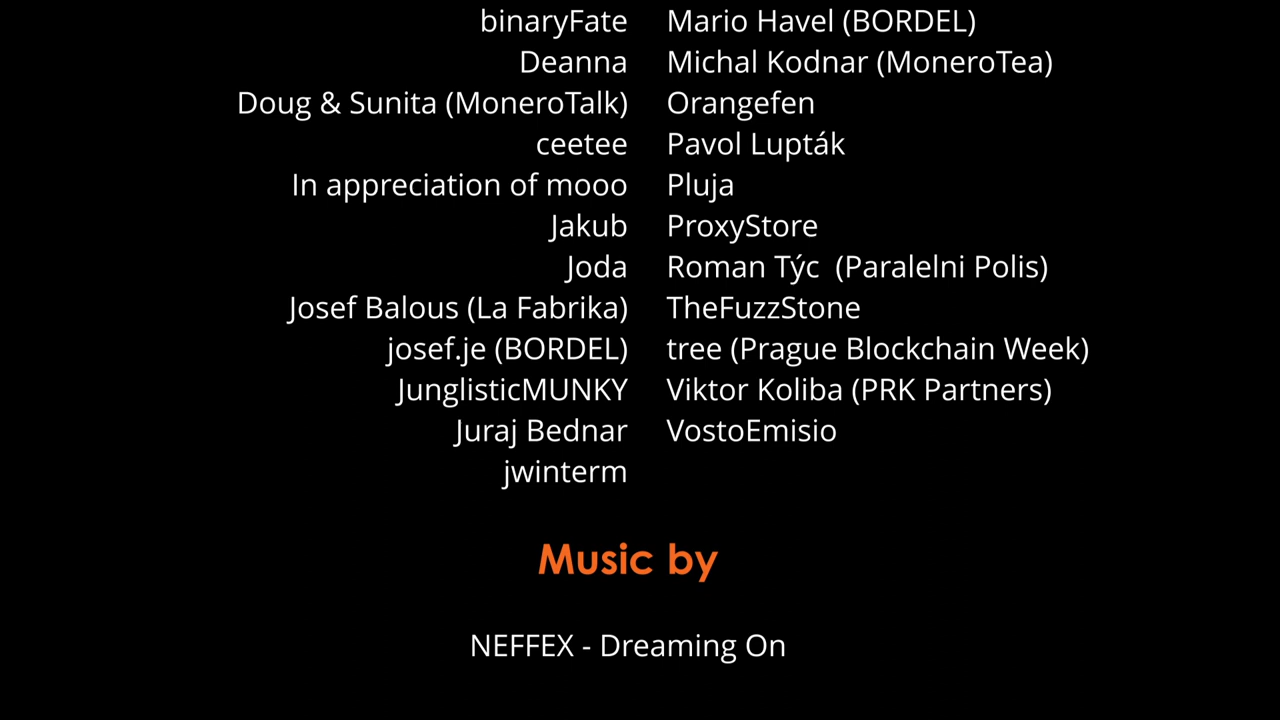 binaryFate Mario Havel (BORDEL)
Deanna Michal Kodnar (MoneroTea)
Doug & Sunita (MoneroTalk) Orangefen
ceetee Pavol Lupták
In appreciation of mooo Pluja
Jakub ProxyStore
Joda Roman Týc (Paralelni Polis)
Josef Balous (La Fabrika) TheFuzzStone
josef.je (BORDEL) tree (Prague Blockchain Week)
JunglisticMUNKY Viktor Koliba (PRK Partners)
Juraj Bednar VostoEmisio
jwinterm
Music by
NEFFEX - Dreaming On